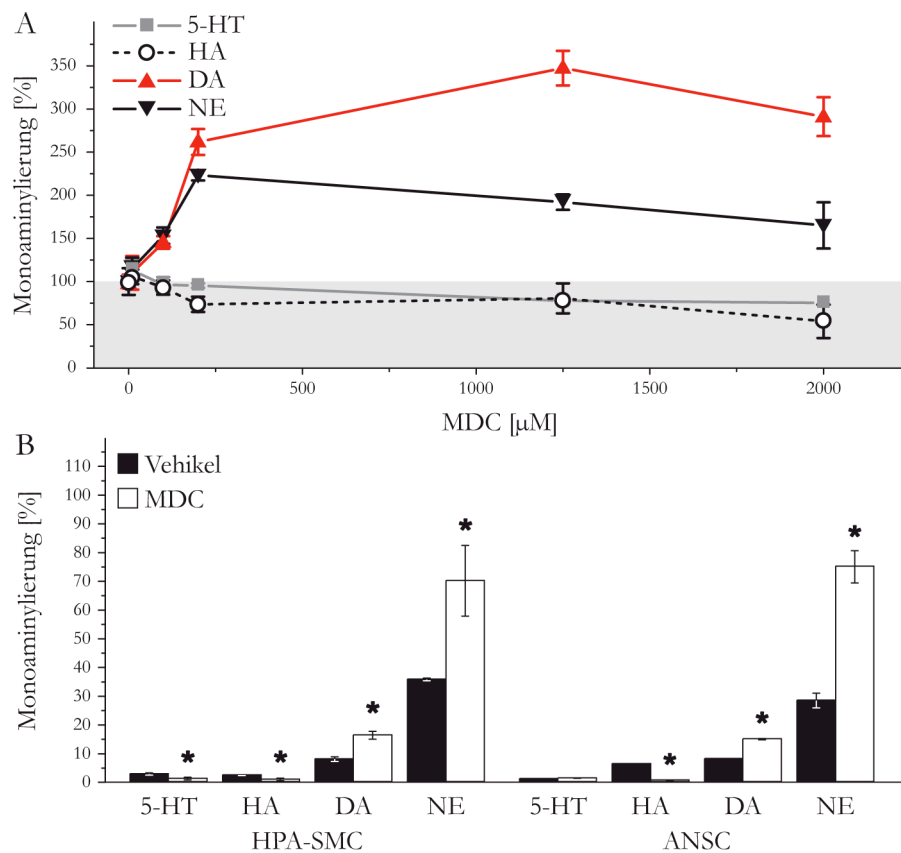 A
5-HT
HA
DA
NE
Monoaminylierung [%]
350
300
250
200
150
100
50
0
0 500 1000 1500 2000
MDC [µM]
B
Vehikel
MDC
Monoaminylierung [%]
110
100
90
80
70
60
50
40
30
20
10
0
* * * * * * *
5-HT HA DA NE 5-HT HA DA NE
HPA-SMC ANSC